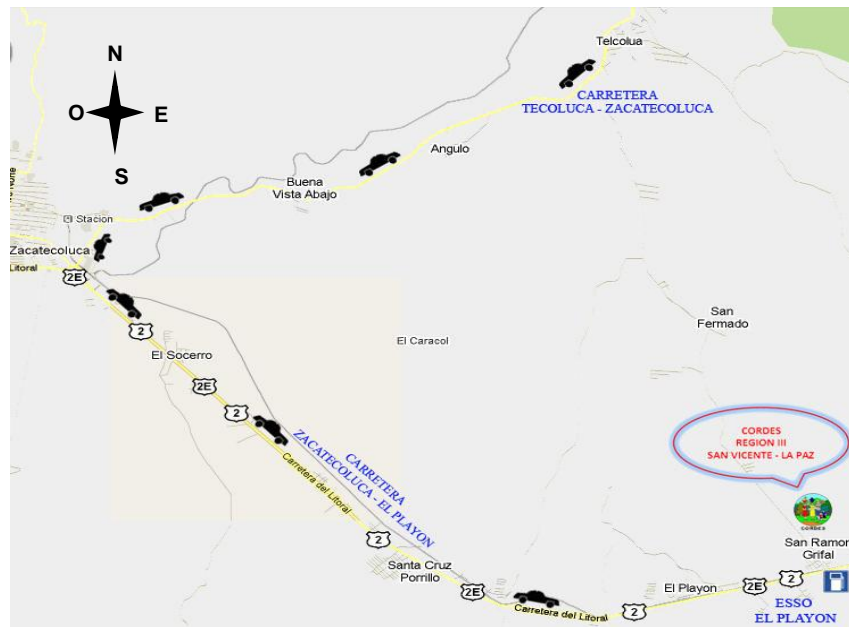 N
O
E
S
Telcolua
CARRETERA
TECOLUCA - ZACATECOLUCA
Angulo
Buena
Vista Abajo
Stacion
Zacatecoluca
Litoral
2E
2
El Socerro
2E
2
San
Fermado
El Caracol
CORDES
REGION III
SAN VICENTE - LA PAZ
CARRETERA
ZACATECOLUCA - EL PLAYON
Carretera del Litoral
CORDES
San Ramon
Grifal
2
Santa Cruz
Porrillo
2E
Carretera del Litoral
2
El Playon
2E
2
ESSO
EL PLAYON